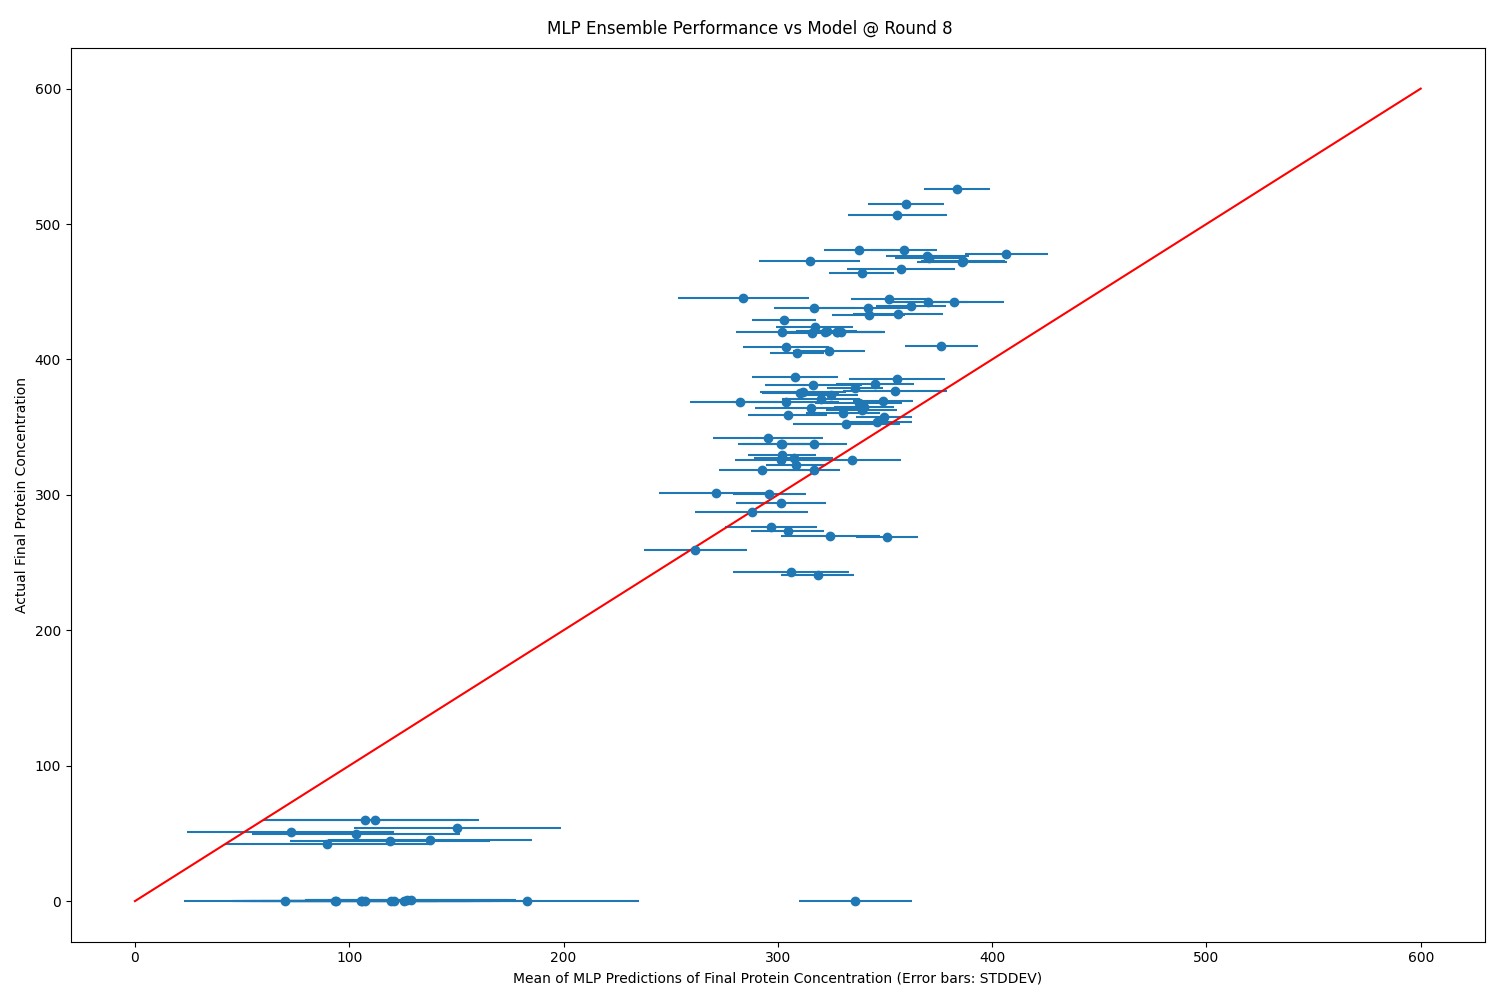 MLP Ensemble Performance vs Model @ Round 8
600
500
400
300
200
100
0
Actual Final Protein Concentration
0 100 200 300 400 500 600
Mean of MLP Predictions of Final Protein Concentration (Error bars: STDDEV)